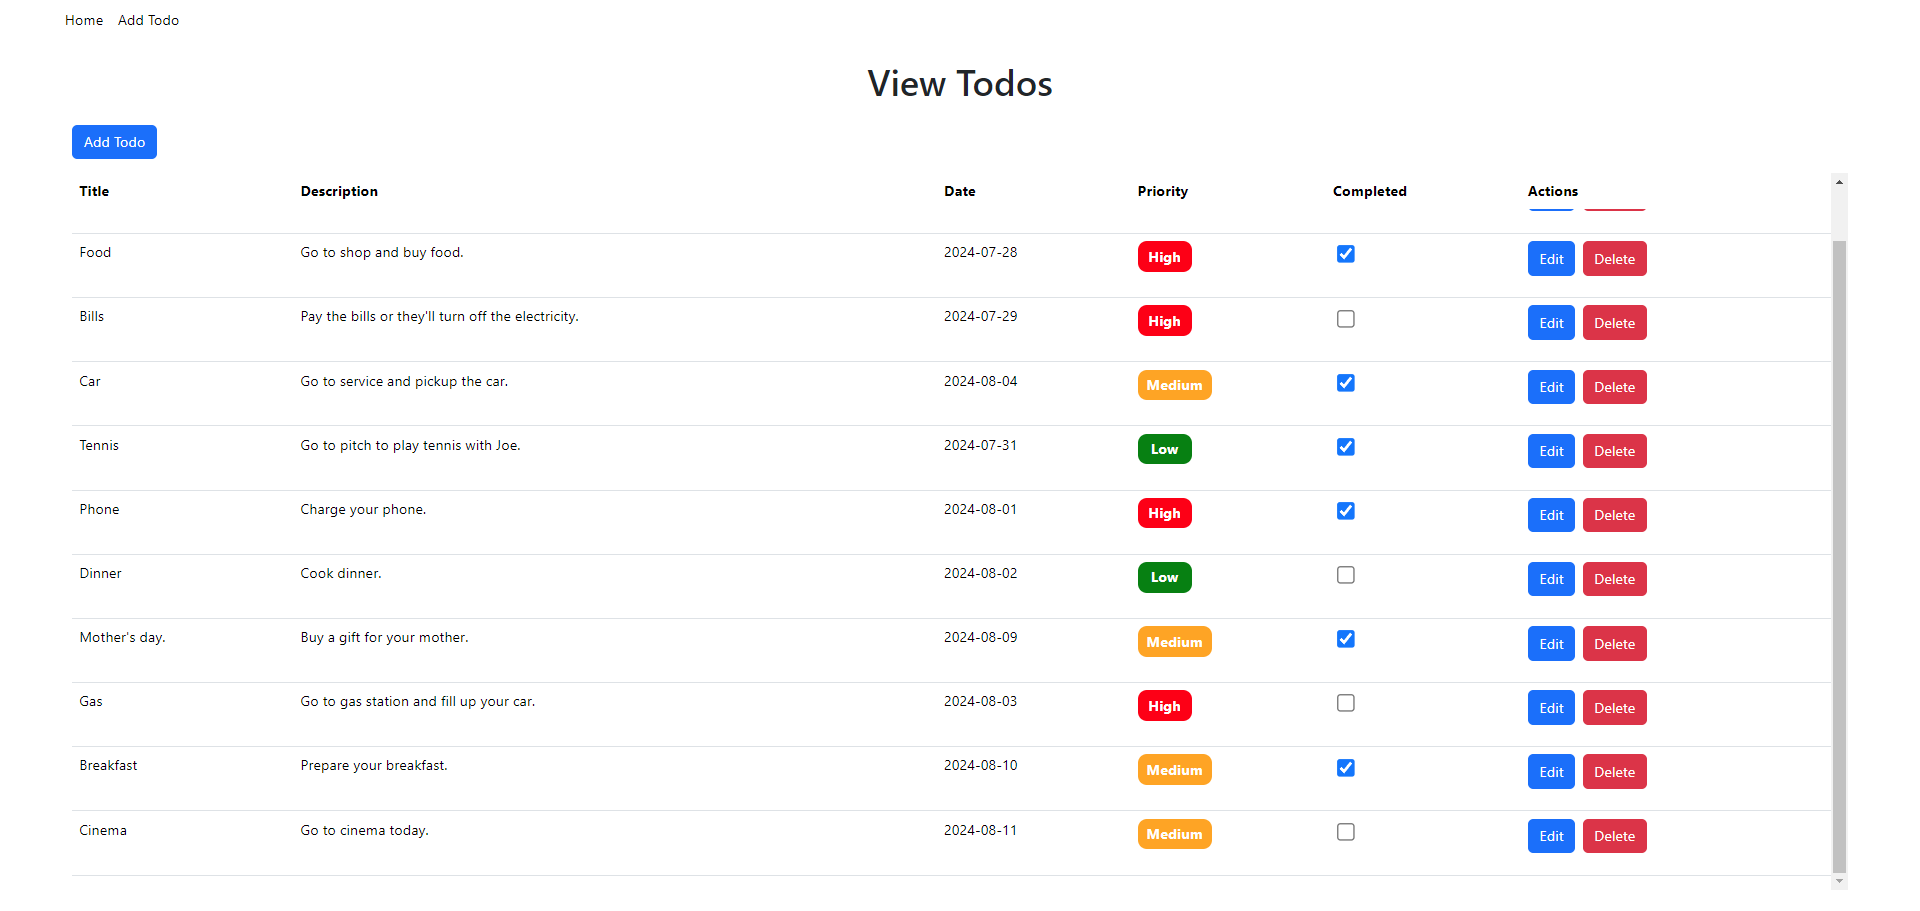 Home Add Todo
View Todos
Add Todo
Title Description Date Priority Completed Actions
Food Go to shop and buy food. 2024-07-28 High Edit Delete
Bills Pay the bills or they'll turn off the electricity. 2024-07-29 High Edit Delete
Car Go to service and pickup the car. 2024-08-04 Medium Edit Delete
Tennis Go to pitch to play tennis with Joe. 2024-07-31 Low Edit Delete
Phone Charge your phone. 2024-08-01 High Edit Delete
Dinner Cook dinner. 2024-08-02 Low Edit Delete
Mother's day. Buy a gift for your mother. 2024-08-09 Medium Edit Delete
Gas Go to gas station and fill up your car. 2024-08-03 High Edit Delete
Breakfast Prepare your breakfast. 2024-08-10 Medium Edit Delete
Cinema Go to cinema today. 2024-08-11 Medium Edit Delete